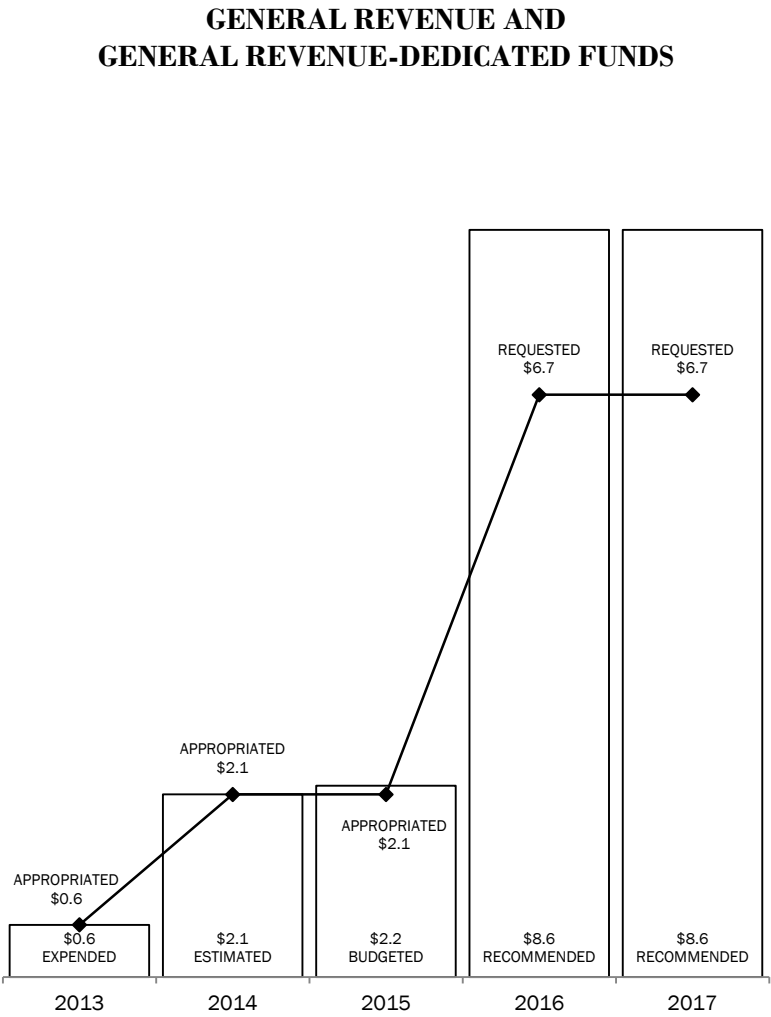 GENERAL REVENUE AND
GENERAL REVENUE-DEDICATED FUNDS
REQUESTED
$6.7
REQUESTED
$6.7
APPROPRIATED
$2.1
APPROPRIATED
$2.1
APPROPRIATED
$0.6
$0.6
EXPENDED
$2.1
ESTIMATED
$2.2
BUDGETED
$8.6
RECOMMENDED
$8.6
RECOMMENDED
2013
2014
2015
2016
2017